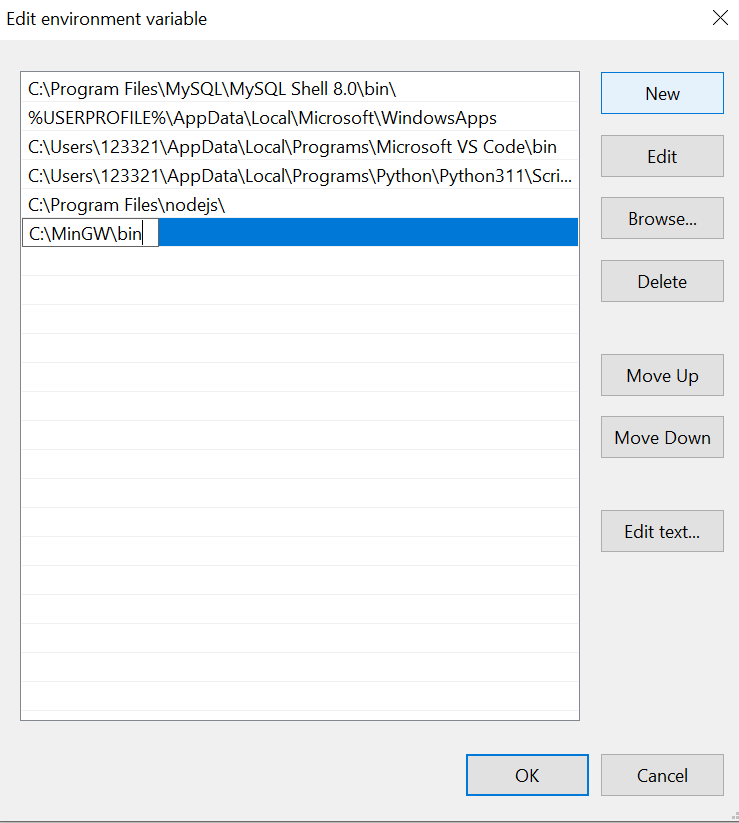 Edit environment variable
C:\Program Files\MySQL\MySQL Shell 8.0\bin\
%USERPROFILE%\AppData\Local\Microsoft\WindowsApps
C:\Users\123321\AppData\Local\Programs\Microsoft VS Code\bin
C:\Users\123321\AppData\Local\Programs\Python\Python311\Scri...
C:\Program Files\nodejs\
C:\MinGW\bin
New
Edit
Browse...
Delete
Move Up
Move Down
Edit text...
OK
Cancel